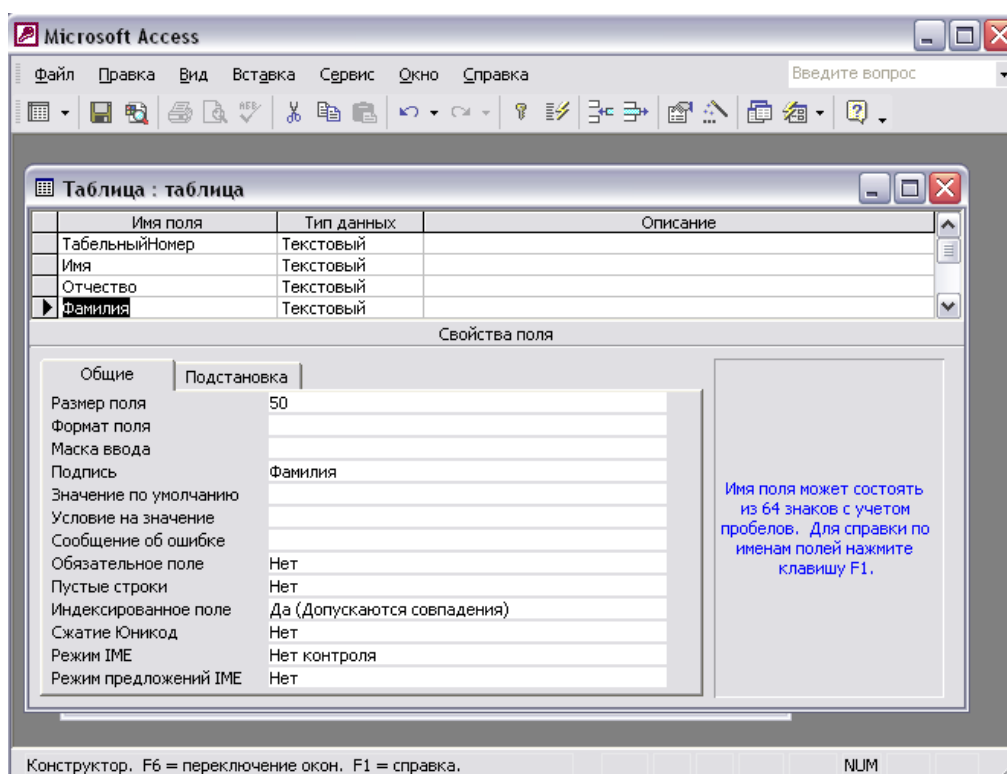 Microsoft Access
Файл Правка Вид Вставка Сервис Окно Справка Введите вопрос
Таблица : таблица
Имя поля Тип данных Описание
ТабельныйНомер Текстовый
Имя Текстовый
Отчество Текстовый
Фамилия Текстовый
Свойства поля
Общие Подстановка
Размер поля 50
Формат поля
Маска ввода
Подпись Фамилия
Значение по умолчанию
Условие на значение
Сообщение об ошибке
Обязательное поле Нет
Пустые строки Нет
Индексированное поле Да (Допускаются совпадения)
Сжатие Юникод Нет
Режим IME Нет контроля
Режим предложений IME Нет
Имя поля может состоять
из 64 знаков с учетом
пробелов. Для справки по
именам полей нажмите
клавишу F1.
Конструктор. F6 = переключение окон. F1 = справка. NUM